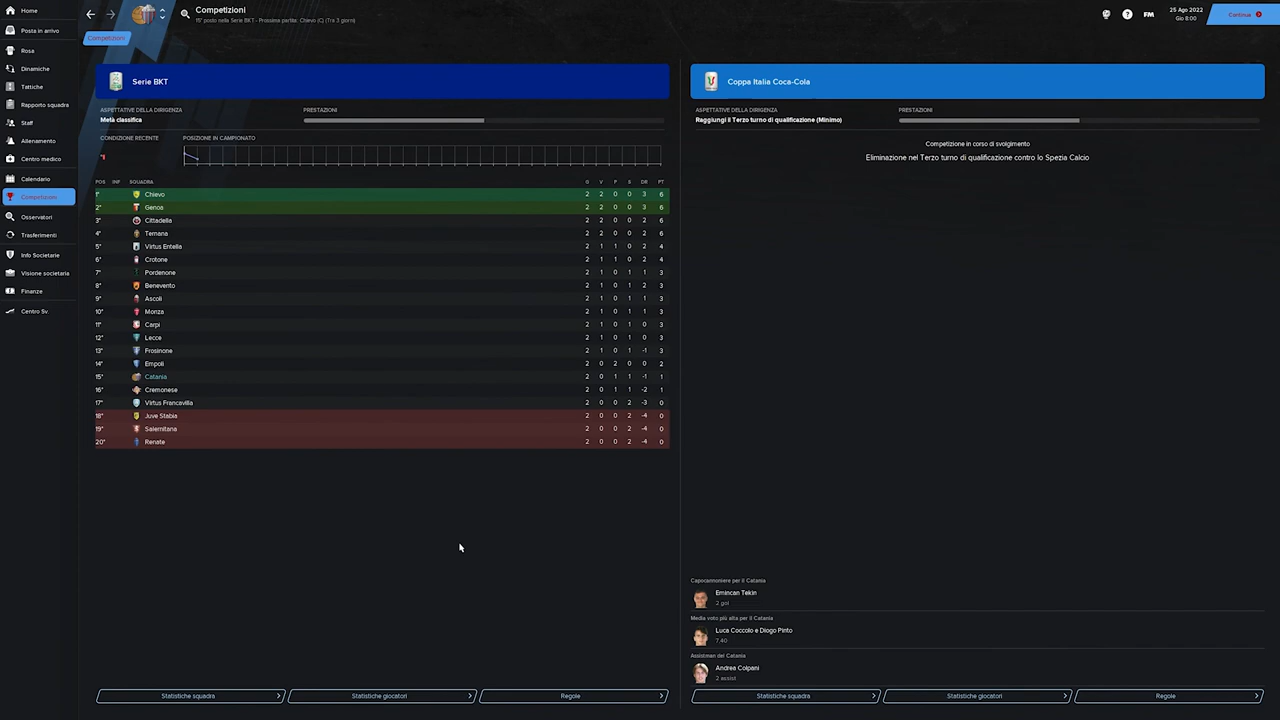 Home
Posta in arrivo
Rosa
Dinamiche
Tattiche
Rapporto squadra
Staff
Allenamento
Centro medico
Calendario
Competizioni
Osservatori
Trasferimenti
Info Societarie
Visione societaria
Finanze
Centro Sv.
Competizioni
15° posto nella Serie BKT - Prossima partita: Chievo (C) (Tra 3 giorni)
FM
25 Ago 2022
Gio 8:00
Continue
Competizioni
Serie BKT
ASPETTATIVE DELLA DIRIGENZA
Metà classifica
PRESTAZIONI
CONDIZIONE RECENTE
POSIZIONE IN CAMPIONATO
POS INF SQUADRA G V P S DR PT
1° Chievo 2 2 0 0 3 6
2° Genoa 2 2 0 0 3 6
3° Cittadella 2 2 0 0 2 6
4° Ternana 2 2 0 0 2 6
5° Virtus Entella 2 1 1 0 2 4
6° Crotone 2 1 1 0 2 4
7° Pordenone 2 1 0 1 1 3
8° Benevento 2 1 0 1 2 3
9° Ascoli 2 1 0 1 1 3
10° Monza 2 1 0 1 1 3
11° Carpi 2 1 0 1 0 3
12° Lecce 2 1 0 1 0 3
13° Frosinone 2 1 0 1 -1 3
14° Empoli 2 0 2 0 0 2
15° Catania 2 0 1 1 -1 1
16° Cremonese 2 0 1 1 -2 1
17° Virtus Francavilla 2 0 0 2 -3 0
18° Juve Stabia 2 0 0 2 -4 0
19° Salernitana 2 0 0 2 -4 0
20° Renate 2 0 0 2 -4 0
Statistiche squadra
Statistiche giocatori
Regole
Coppa Italia Coca-Cola
ASPETTATIVE DELLA DIRIGENZA
Raggiungi il Terzo turno di qualificazione (Minimo)
PRESTAZIONI
Competizione in corso di svolgimento
Eliminazione nel Terzo turno di qualificazione contro lo Spezia Calcio
Capocannoniere per il Catania
Emincan Tekin
2 gol
Media voto più alta per il Catania
Luca Coccolo e Diogo Pinto
7.40
Assistman del Catania
Andrea Colpani
2 assist
Statistiche squadra
Statistiche giocatori
Regole